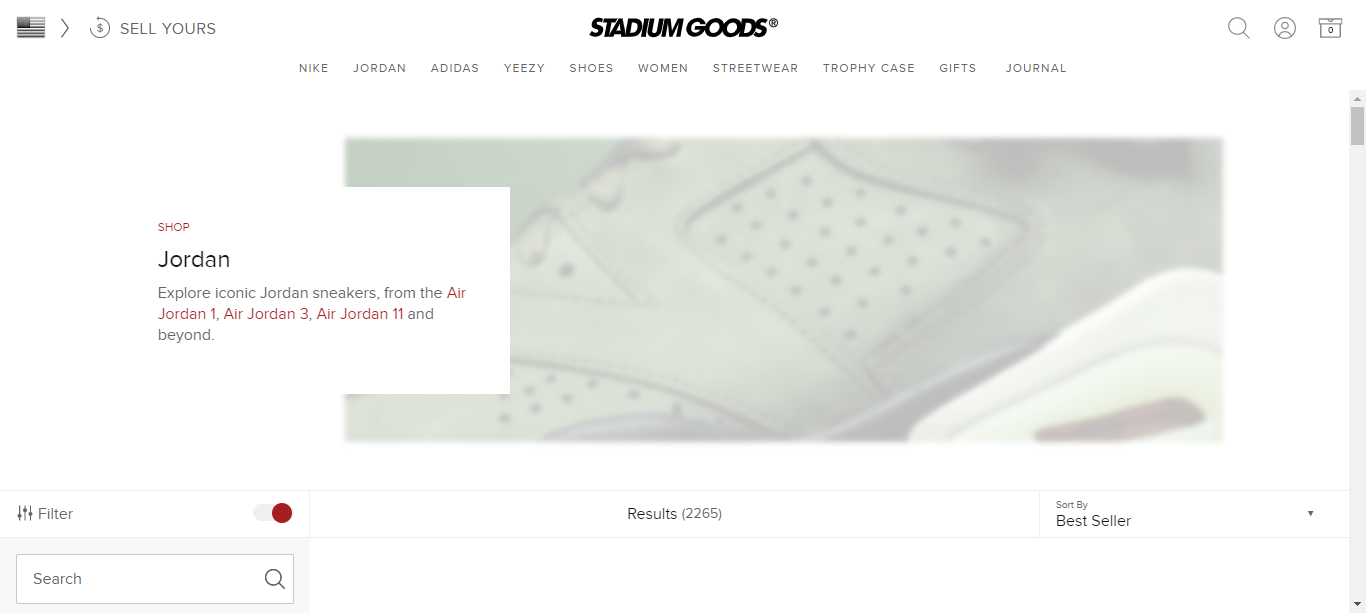 SELL YOURS
STADIUM GOODS®
0
NIKE JORDAN ADIDAS YEEZY SHOES WOMEN STREETWEAR TROPHY CASE GIFTS JOURNAL
SHOP
Jordan
Explore iconic Jordan sneakers, from the Air
Jordan 1, Air Jordan 3, Air Jordan 11 and
beyond.
Filter
Results (2265)
Sort By
Best Seller
Search